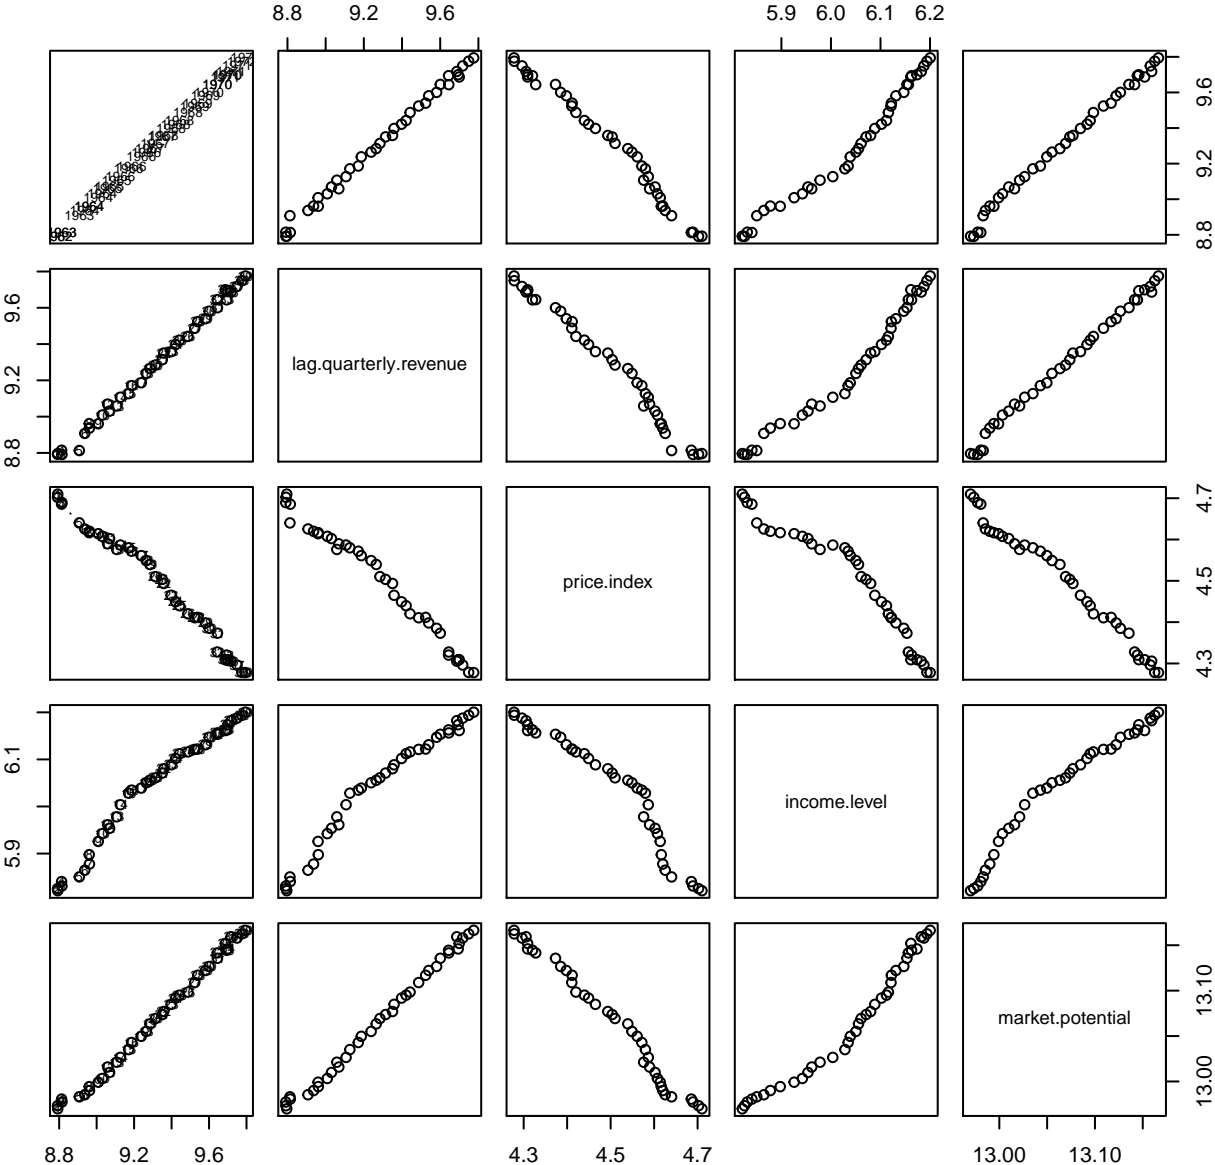 8.8 9.2 9.6 5.9 6.0 6.1 6.2
8.8 9.2 9.6
lag.quarterly.revenue
8.8 9.2 9.6
price.index
4.3 4.5 4.7
income.level
5.9 6.1
market.potential
13.00 13.10
8.8 9.2 9.6 4.3 4.5 4.7 13.00 13.10